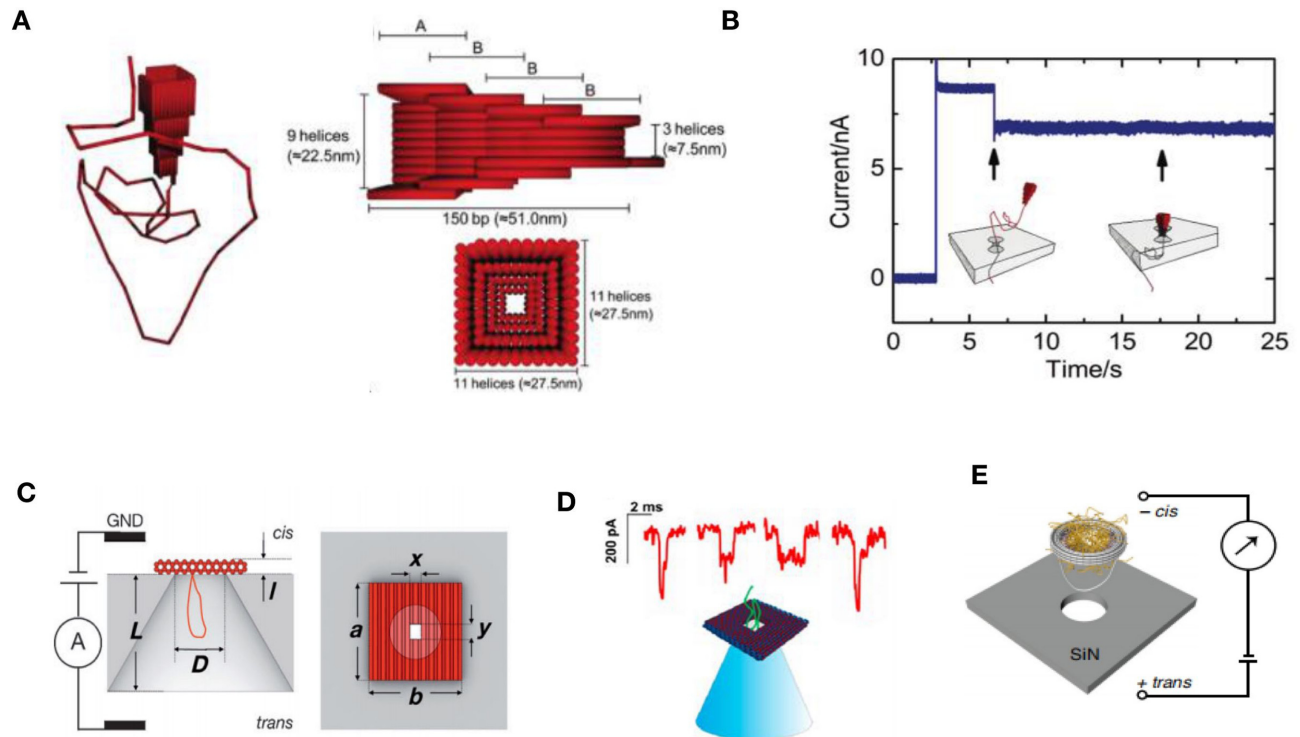 A
A
B
B
B
9 helices
(≈22.5nm)
3 helices
(≈7.5nm)
150 bp (≈51.0nm)
11 helices
(≈27.5nm)
11 helices (≈27.5nm)
B
Current/nA
10
5
0
0 5 10 15 20 25
Time/s
C
GND
cis
l
A
L
D
trans
x
a
y
b
D
2 ms
200 pA
E
− cis
SiN
+ trans